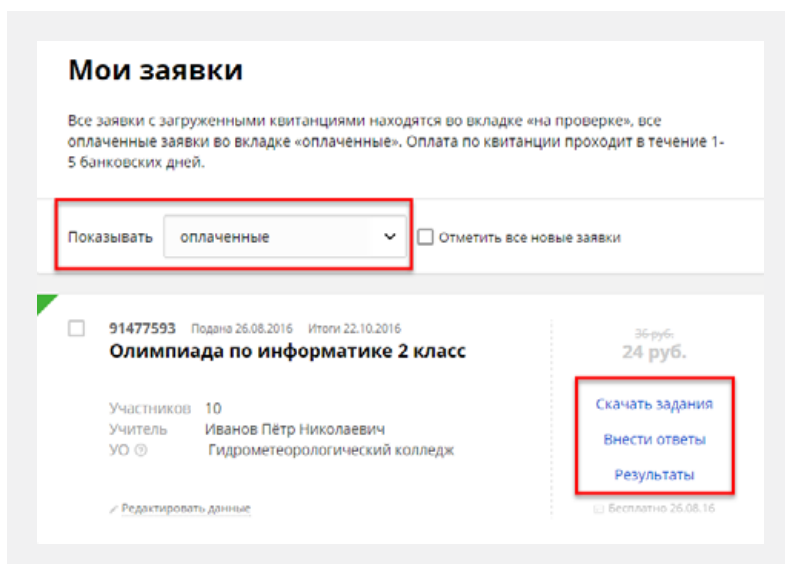 Мои заявки
Все заявки с загруженными квитанциями находятся во вкладке «на проверке», все
оплаченные заявки во вкладке «оплаченные». Оплата по квитанции проходит в течение 1-
5 банковских дней.
Показывать оплаченные Отметить все новые заявки
91477593 Подана 26.08.2016 Итоги 22.10.2016
Олимпиада по информатике 2 класс
36 руб.
24 руб.
Участников 10
Учитель Иванов Пётр Николаевич
УО ? Гидрометеорологический колледж
Скачать задания
Внести ответы
Результаты
Редактировать данные
Бесплатно 26.08.16